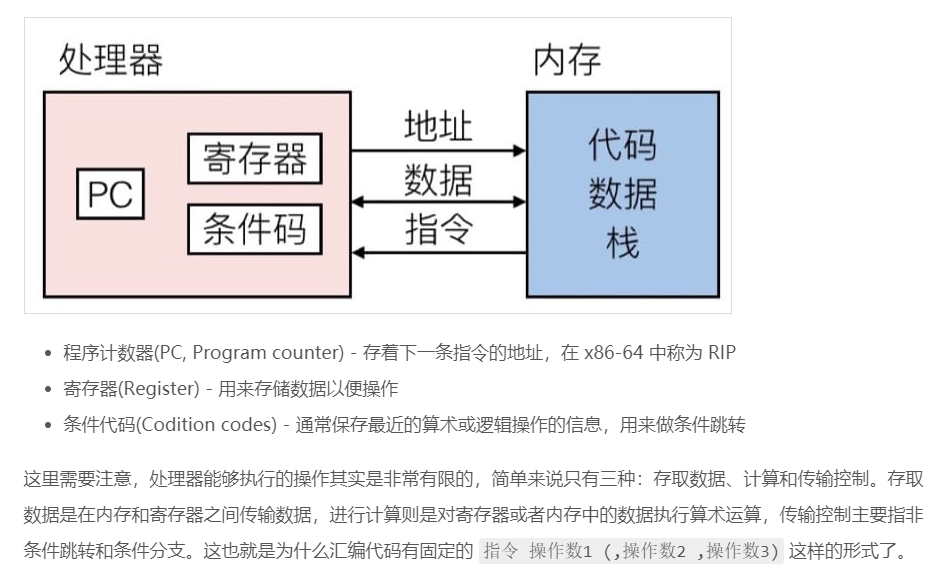 处理器
内存
地址
寄存器
代码
PC
数据
数据
条件码
指令
栈
程序计数器(PC, Program counter) - 存着下一条指令的地址，在 x86-64 中称为 RIP
寄存器(Register) - 用来存储数据以便操作
条件代码(Codition codes) - 通常保存最近的算术或逻辑操作的信息，用来做条件跳转
这里需要注意，处理器能够执行的操作其实是非常有限的，简单来说只有三种：存取数据、计算和传输控制。存取
数据是在内存和寄存器之间传输数据，进行计算则是对寄存器或者内存中的数据执行算术运算，传输控制主要指非
条件跳转和条件分支。这也就是为什么汇编代码有固定的 指令 操作数1 (,操作数2 ,操作数3) 这样的形式了。